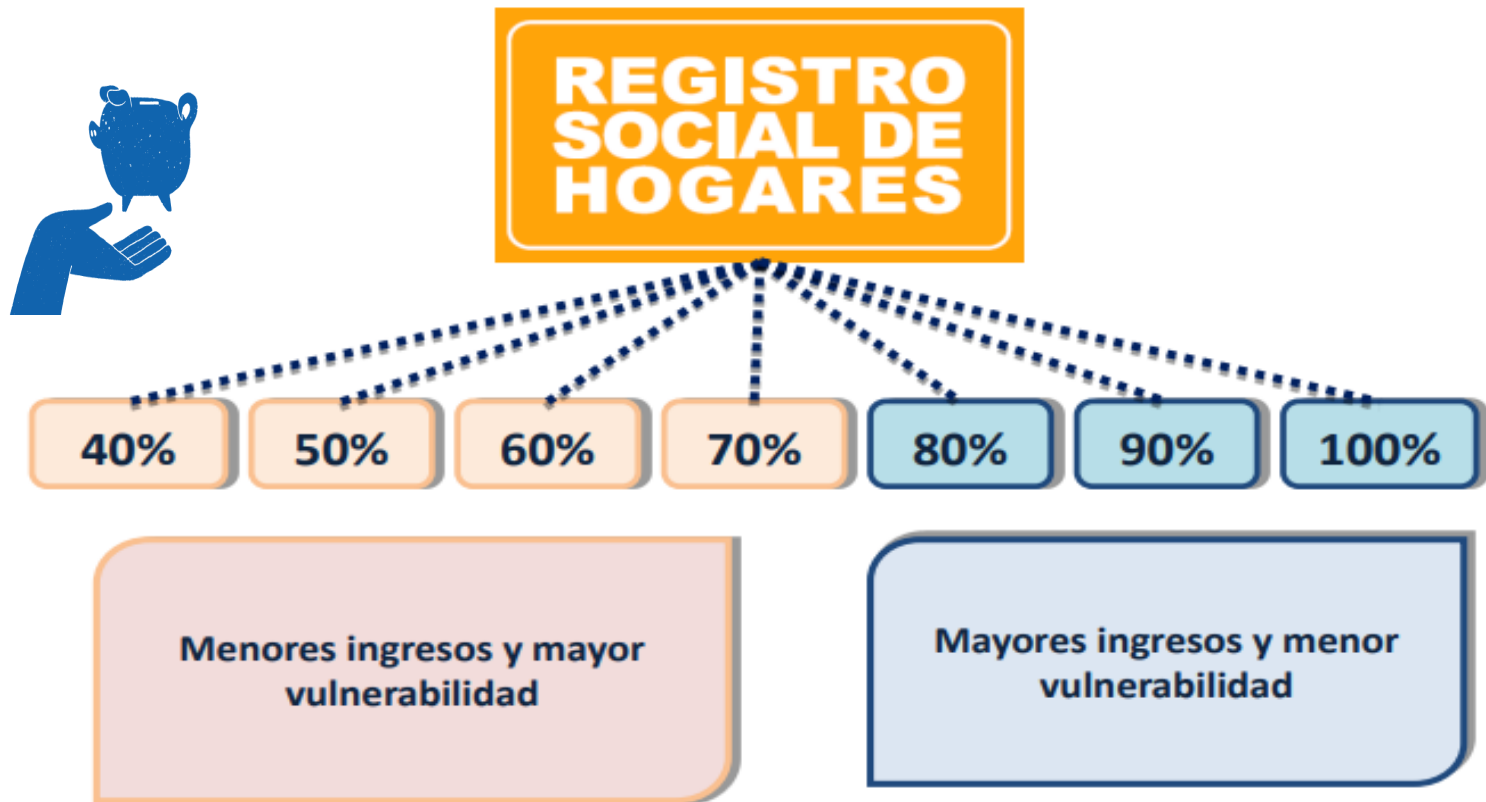 REGISTRO
SOCIAL DE
HOGARES
40%
50%
60%
70%
80%
90%
100%
Menores ingresos y mayor
vulnerabilidad
Mayores ingresos y menor
vulnerabilidad